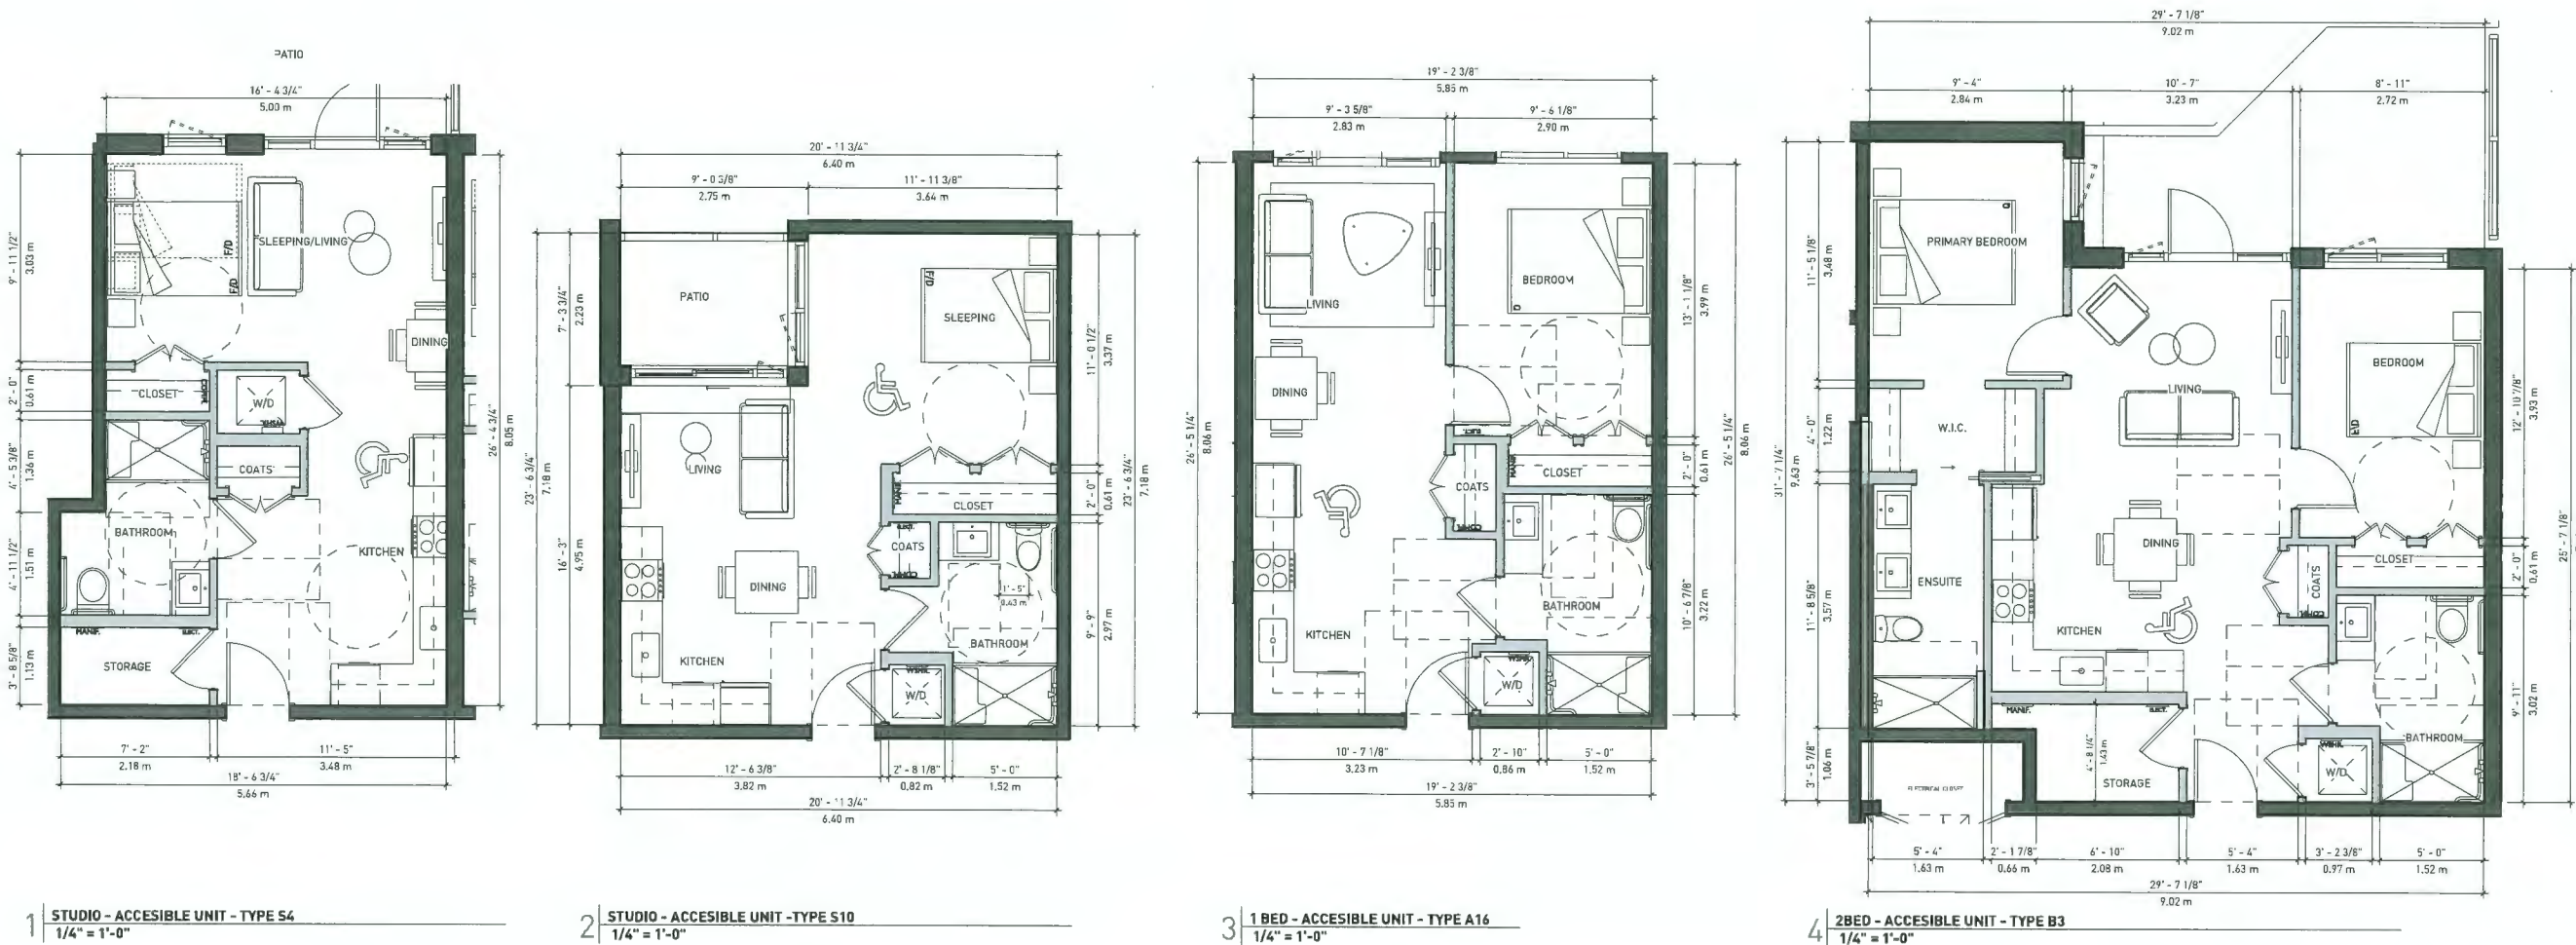 PATIO
16' - 4 3/4"
5.00 m
9' - 11 1/2"
3.03 m
2' - 0"
0.61 m
4' - 5 3/8"
1.36 m
4' - 11 1/2"
1.51 m
3' - 8 5/8"
1.13 m
SLEEPING/LIVING
F/D
F/D
DINING
CLOSET
W/D
COATS
BATHROOM
KITCHEN
MANIF.
ELECT.
STORAGE
26' - 4 3/4"
8.05 m
7' - 2"
2.18 m
11' - 5"
3.48 m
18' - 6 3/4"
5.66 m
1
STUDIO - ACCESIBLE UNIT - TYPE S4
1/4" = 1'-0"
20' - 11 3/4"
6.40 m
9' - 0 3/8"
2.75 m
11' - 11 3/8"
3.64 m
23' - 6 3/4"
7.18 m
7' - 3 3/4"
2.23 m
16' - 3"
4.95 m
PATIO
F/D
SLEEPING
LIVING
MANIF.
CLOSET
COATS
DINING
1' - 5"
0.43 m
BATHROOM
KITCHEN
W/D
11' - 0 1/2"
3.37 m
2' - 0"
0.61 m
9' - 9"
2.97 m
23' - 6 3/4"
7.18 m
12' - 6 3/8"
3.82 m
2' - 8 1/8"
0.82 m
5' - 0"
1.52 m
20' - 11 3/4"
6.40 m
2
STUDIO - ACCESIBLE UNIT -TYPE S10
1/4" = 1'-0"
19' - 2 3/8"
5.85 m
9' - 3 5/8"
2.83 m
9' - 6 1/8"
2.90 m
26' - 5 1/4"
8.06 m
BEDROOM
LIVING
DINING
COATS
CLOSET
BATHROOM
KITCHEN
W/D
13' - 1 1/8"
3.99 m
2' - 0"
0.61 m
10' - 6 7/8"
3.22 m
26' - 5 1/4"
8.06 m
10' - 7 1/8"
3.23 m
2' - 10"
0.86 m
5' - 0"
1.52 m
19' - 2 3/8"
5.85 m
3
1 BED - ACCESIBLE UNIT - TYPE A16
1/4" = 1'-0"
29' - 7 1/8"
9.02 m
9' - 4"
2.84 m
10' - 7"
3.23 m
8' - 11"
2.72 m
31' - 7 1/4"
9.63 m
11' - 5 1/8"
3.48 m
4' - 0"
1.22 m
11' - 8 5/8"
3.57 m
3' - 5 7/8"
1.06 m
PRIMARY BEDROOM
BEDROOM
LIVING
F/D
W.I.C.
DINING
CLOSET
COATS
ENSUITE
KITCHEN
MANIF.
ELECT.
4' - 8 1/4"
1.43 m
BATHROOM
STORAGE
W/D
ELECTRICAL CLOSET
12' - 10 7/8"
3.93 m
2' - 0"
0.61 m
9' - 11"
3.02 m
25' - 7 1/8"
5' - 4"
1.63 m
2' - 1 7/8"
0.66 m
6' - 10"
2.08 m
5' - 4"
1.63 m
3' - 2 3/8"
0.97 m
5' - 0"
1.52 m
29' - 7 1/8"
9.02 m
4
2BED - ACCESIBLE UNIT - TYPE B3
1/4" = 1'-0"